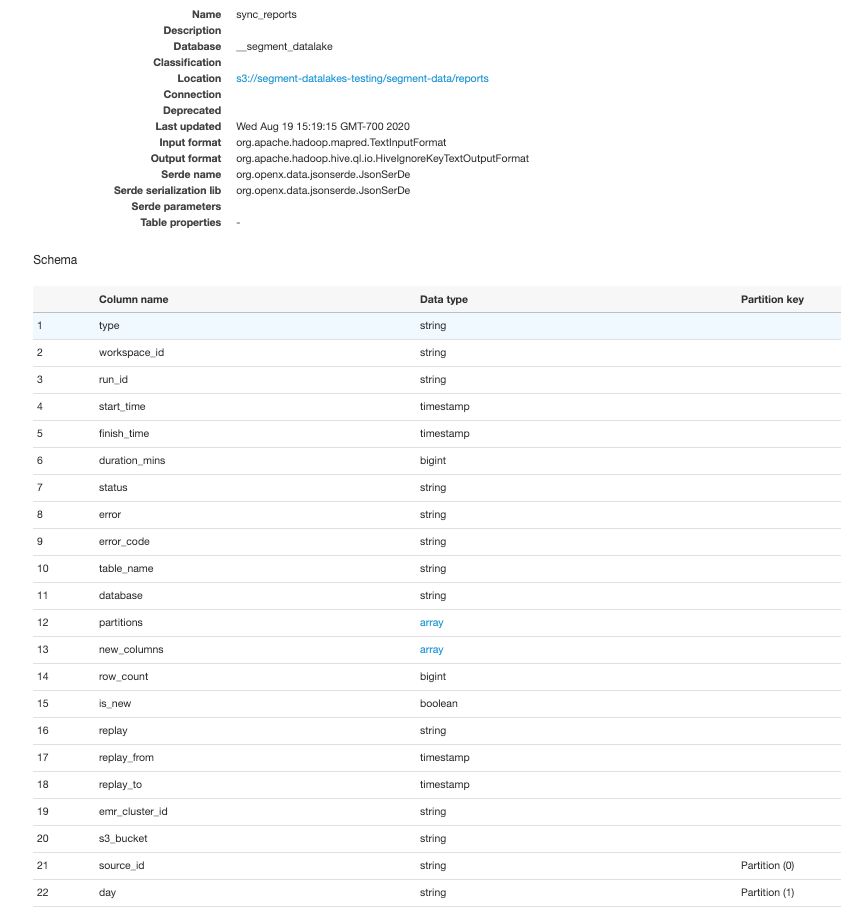 Name sync_reports
Description
Database __segment_datalake
Classification
Location s3://segment-datalakes-testing/segment-data/reports
Connection
Deprecated
Last updated Wed Aug 19 15:19:15 GMT-700 2020
Input format org.apache.hadoop.mapred.TextInputFormat
Output format org.apache.hadoop.hive.ql.io.HiveIgnoreKeyTextOutputFormat
Serde name org.openx.data.jsonserde.JsonSerDe
Serde serialization lib org.openx.data.jsonserde.JsonSerDe
Serde parameters
Table properties -
Schema
Column name Data type Partition key
1 type string
2 workspace_id string
3 run_id string
4 start_time timestamp
5 finish_time timestamp
6 duration_mins bigint
7 status string
8 error string
9 error_code string
10 table_name string
11 database string
12 partitions array
13 new_columns array
14 row_count bigint
15 is_new boolean
16 replay string
17 replay_from timestamp
18 replay_to timestamp
19 emr_cluster_id string
20 s3_bucket string
21 source_id string Partition (0)
22 day string Partition (1)